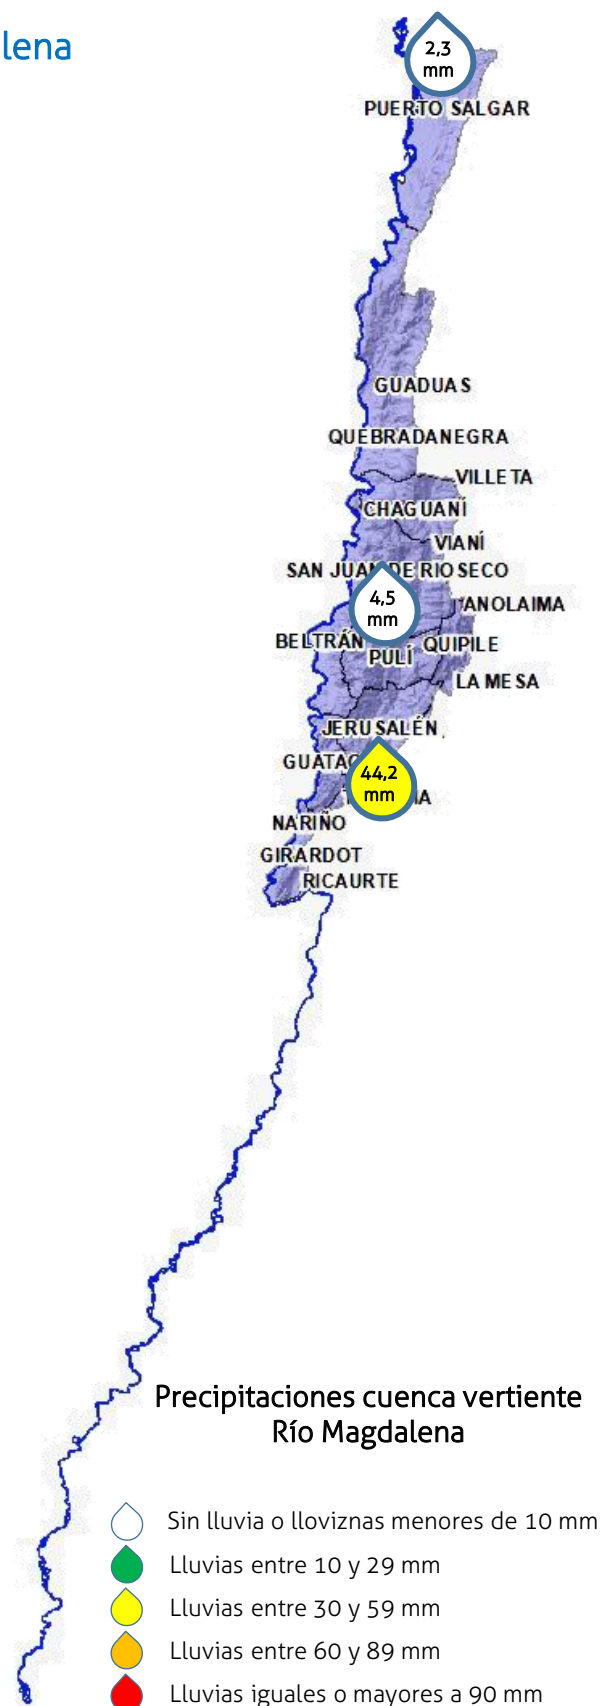 lena
2,3
mm
PUERTO SALGAR
GUADUAS
QUEBRADANEGRA
VILLETA
CHAGUANÍ
VIANÍ
SAN JUAN DE RIO SECO
4,5
mm
ANOLAIMA
BELTRÁN
QUIPILE
PULÍ
LA MESA
JERUSALÉN
GUATAQ
44,2
mm
IA
NARIÑO
GIRARDOT
RICAURTE
Precipitaciones cuenca vertiente
Río Magdalena
Sin lluvia o lloviznas menores de 10 mm
Lluvias entre 10 y 29 mm
Lluvias entre 30 y 59 mm
Lluvias entre 60 y 89 mm
Lluvias iguales o mayores a 90 mm